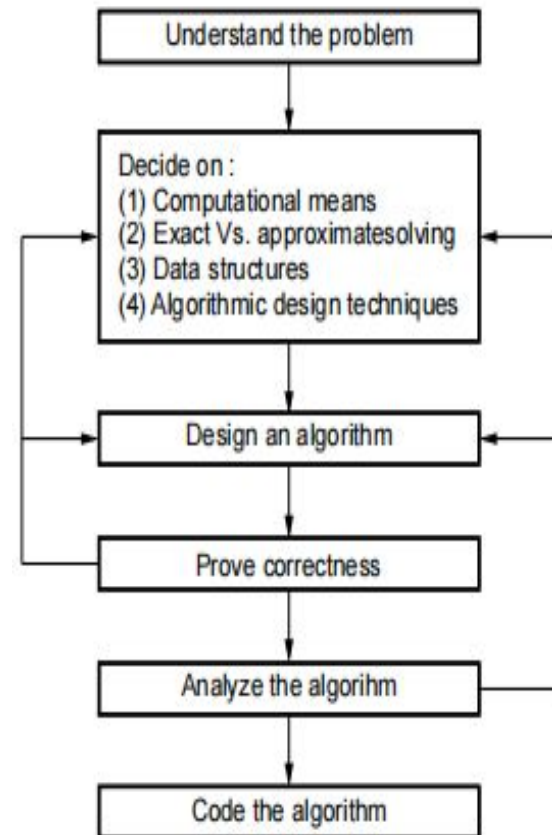 Understand the problem
Decide on :
(1) Computational means
(2) Exact Vs. approximatesolving
(3) Data structures
(4) Algorithmic design techniques
Design an algorithm
Prove correctness
Analyze the algorihm
Code the algorithm